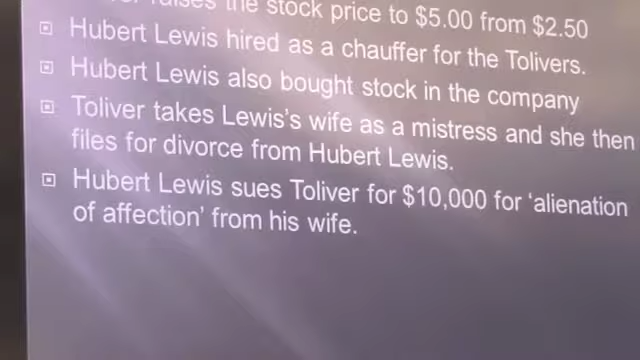 raises the stock price to $5.00 from $2.50
Hubert Lewis hired as a chauffer for the Tolivers.
Hubert Lewis also bought stock in the company
Toliver takes Lewis's wife as a mistress and she then
files for divorce from Hubert Lewis.
Hubert Lewis sues Toliver for $10,000 for 'alienation
of affection' from his wife.